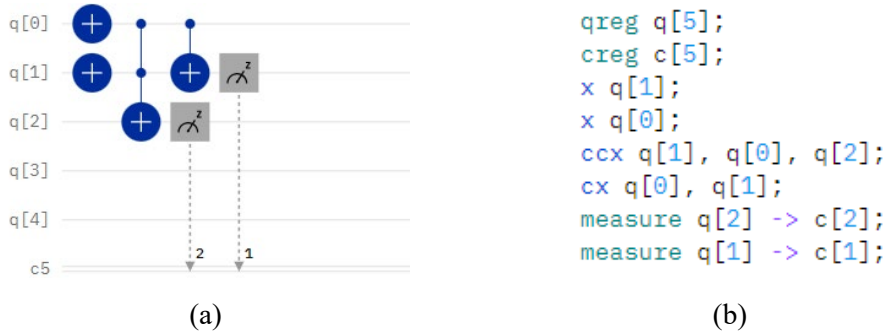 q[0]
q[1]
q[2]
q[3]
q[4]
c5
z
z
2
1
(a)
qreg q[5];
creg c[5];
x q[1];
x q[0];
ccx q[1], q[0], q[2];
cx q[0], q[1];
measure q[2] -> c[2];
measure q[1] -> c[1];
(b)